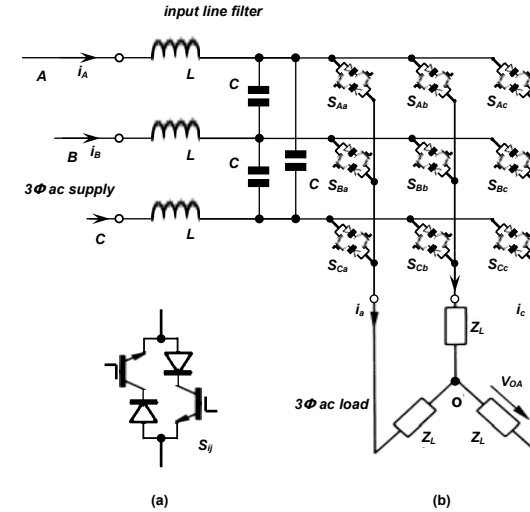 input line filter
A
i_A
L
C
S_Aa
S_Ab
S_Ac
B
i_B
L
C
C
S_Ba
S_Bb
S_Bc
3Φ ac supply
C
L
S_Ca
S_Cb
S_Cc
i_a
i_c
Z_L
V_OA
O
3Φ ac load
Z_L
Z_L
S_ij
(a)
(b)